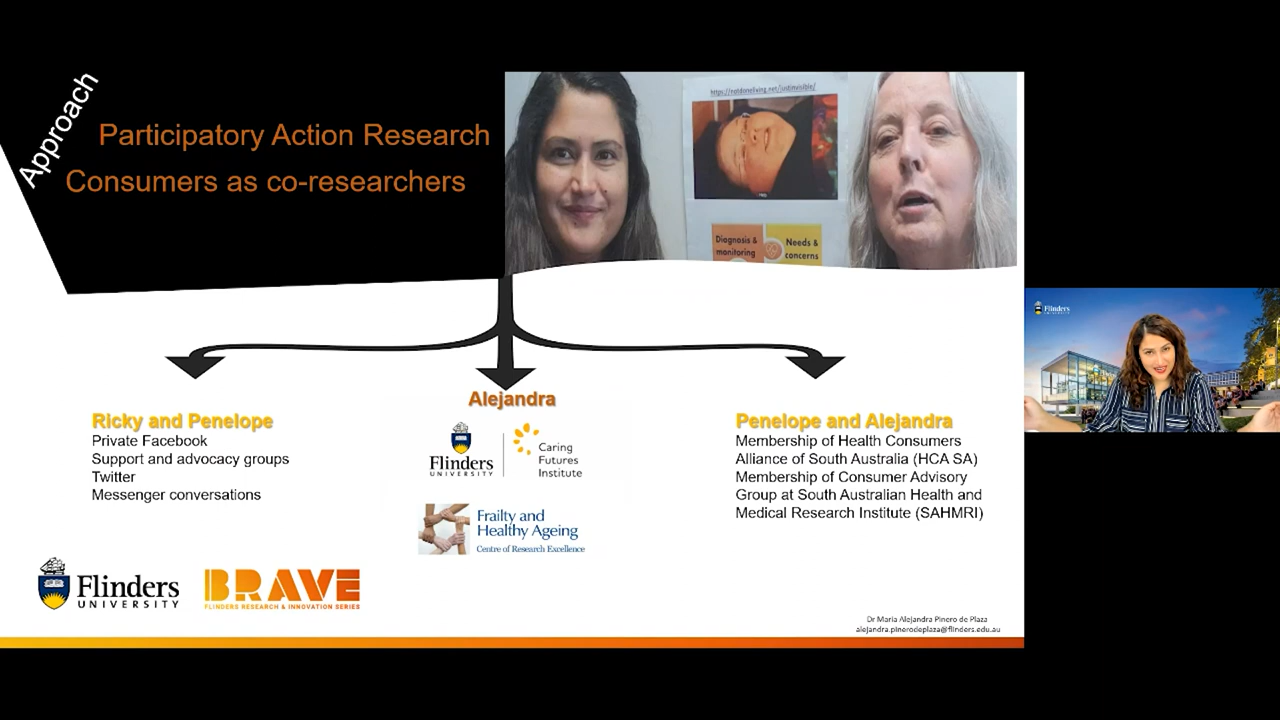 Approach
Participatory Action Research
Consumers as co-researchers
https://notdoneliving.net/justinvisible/
Diagnosis &
monitoring
Needs &
concerns
Flinders
UNIVERSITY
Ricky and Penelope
Private Facebook
Support and advocacy groups
Twitter
Messenger conversations
Alejandra
Flinders
UNIVERSITY
Caring
Futures
Institute
Frailty and
Healthy Ageing
Centre of Research Excellence
Penelope and Alejandra
Membership of Health Consumers
Alliance of South Australia (HCA SA)
Membership of Consumer Advisory
Group at South Australian Health and
Medical Research Institute (SAHMRI)
Flinders
UNIVERSITY
BRAVE
FLINDERS RESEARCH & INNOVATION SERIES
Dr Maria Alejandra Pinero de Plaza
alejandra.pinerodeplaza@flinders.edu.au